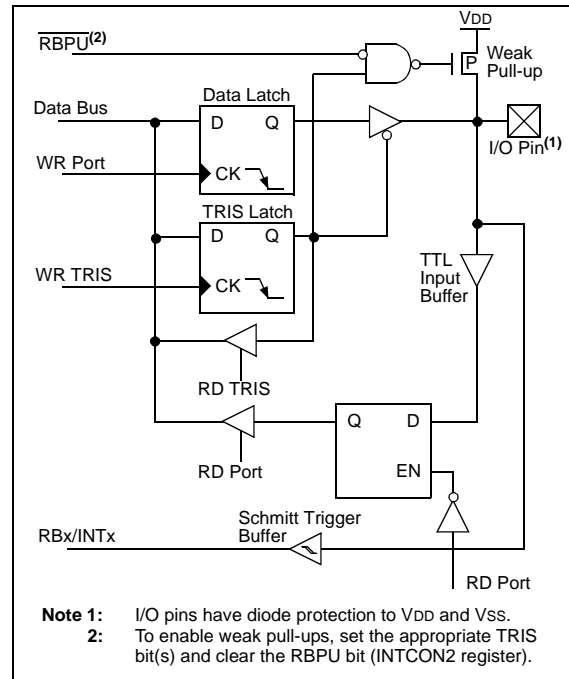 VDD
RBPU(2)
Weak
Pull-up
P
Data Latch
Data Bus
D Q
I/O Pin(1)
WR Port
CK
TRIS Latch
D Q
TTL
Input
Buffer
WR TRIS
CK
RD TRIS
Q D
RD Port
EN
Schmitt Trigger
Buffer
RBx/INTx
RD Port
Note 1: I/O pins have diode protection to VDD and VSS.
2: To enable weak pull-ups, set the appropriate TRIS
bit(s) and clear the RBPU bit (INTCON2 register).